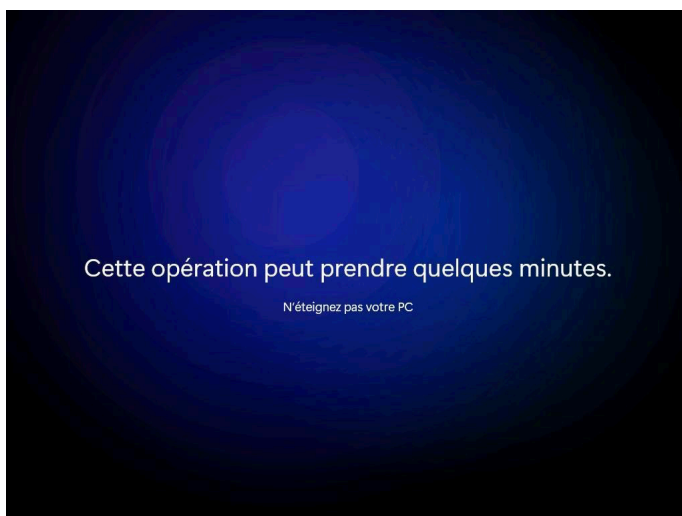 Cette opération peut prendre quelques minutes.
N'éteignez pas votre PC